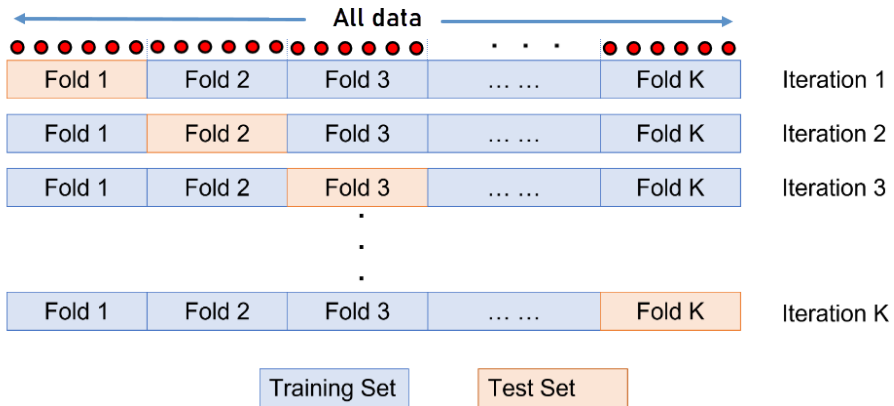 All data
Fold 1 Fold 2 Fold 3 ... ... Fold K Iteration 1
Fold 1 Fold 2 Fold 3 ... ... Fold K Iteration 2
Fold 1 Fold 2 Fold 3 ... ... Fold K Iteration 3
Fold 1 Fold 2 Fold 3 ... ... Fold K Iteration K
Training Set Test Set